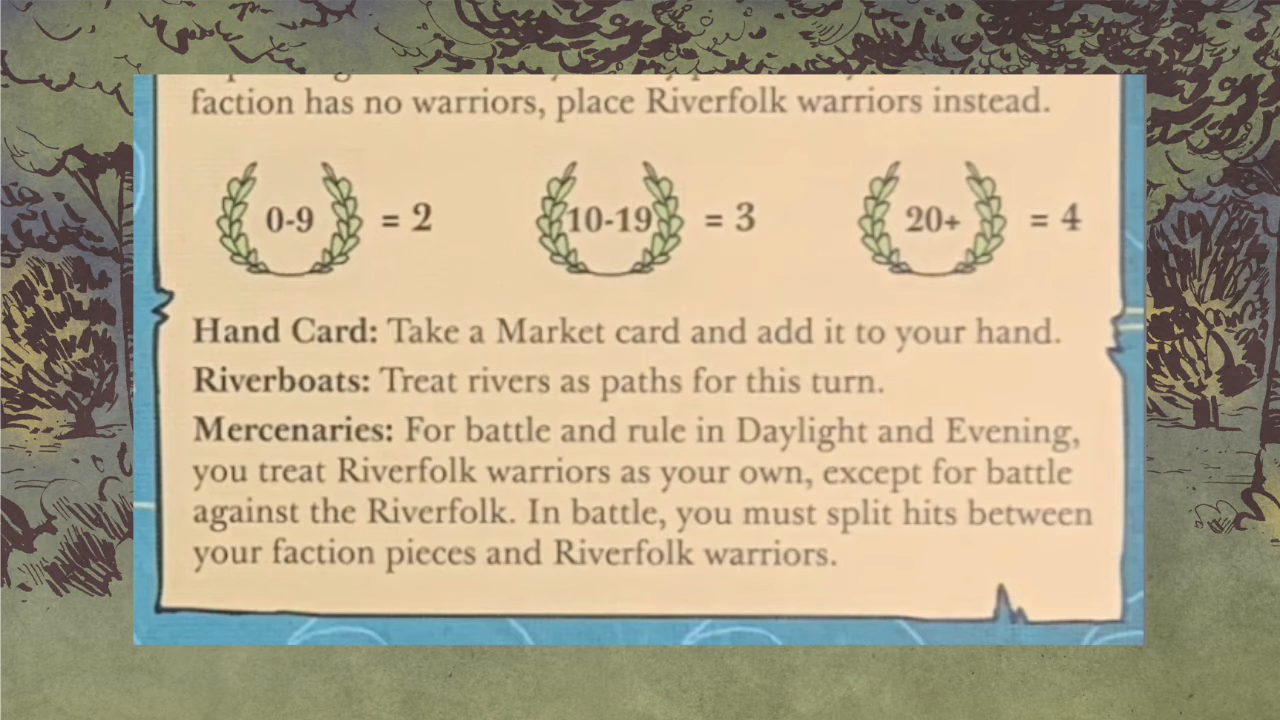 faction has no warriors, place Riverfolk warriors instead.
0-9 = 2 10-19 = 3 20+ = 4
Hand Card: Take a Market card and add it to your hand.
Riverboats: Treat rivers as paths for this turn.
Mercenaries: For battle and rule in Daylight and Evening,
you treat Riverfolk warriors as your own, except for battle
against the Riverfolk. In battle, you must split hits between
your faction pieces and Riverfolk warriors.